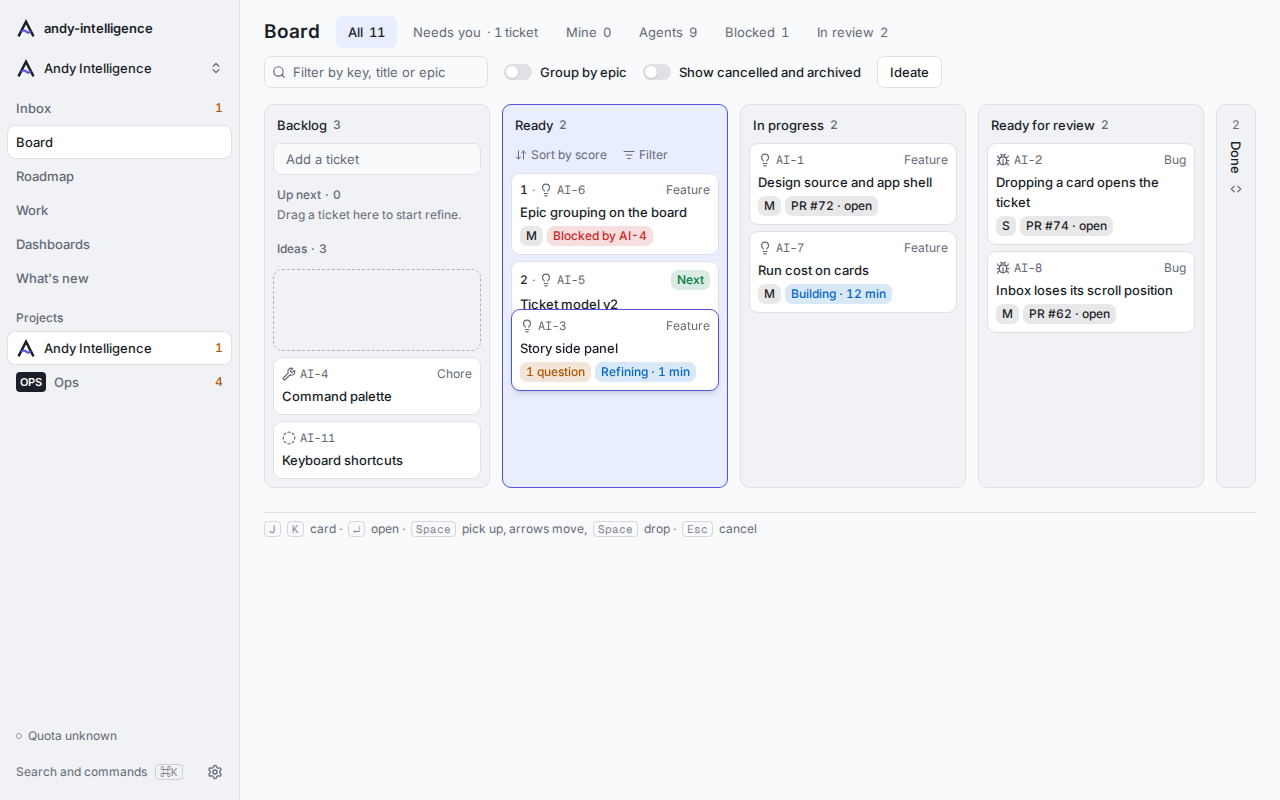 andy-intelligence
Andy Intelligence
Inbox 1
Board
Roadmap
Work
Dashboards
What's new
Projects
Andy Intelligence 1
OPS Ops 4
Quota unknown
Search and commands ⌘K
Board All 11 Needs you · 1 ticket Mine 0 Agents 9 Blocked 1 In review 2
Filter by key, title or epic Group by epic Show cancelled and archived Ideate
Backlog 3
Add a ticket
Up next · 0
Drag a ticket here to start refine.
Ideas · 3
AI-4 Chore
Command palette
AI-11
Keyboard shortcuts
Ready 2
Sort by score Filter
1 · AI-6 Feature
Epic grouping on the board
M Blocked by AI-4
2 · AI-5 Next
Ticket model v2
AI-3 Feature
Story side panel
1 question Refining · 1 min
In progress 2
AI-1 Feature
Design source and app shell
M PR #72 · open
AI-7 Feature
Run cost on cards
M Building · 12 min
Ready for review 2
AI-2 Bug
Dropping a card opens the
ticket
S PR #74 · open
AI-8 Bug
Inbox loses its scroll position
M PR #62 · open
2
Done
J K card · ↵ open · Space pick up, arrows move, Space drop · Esc cancel